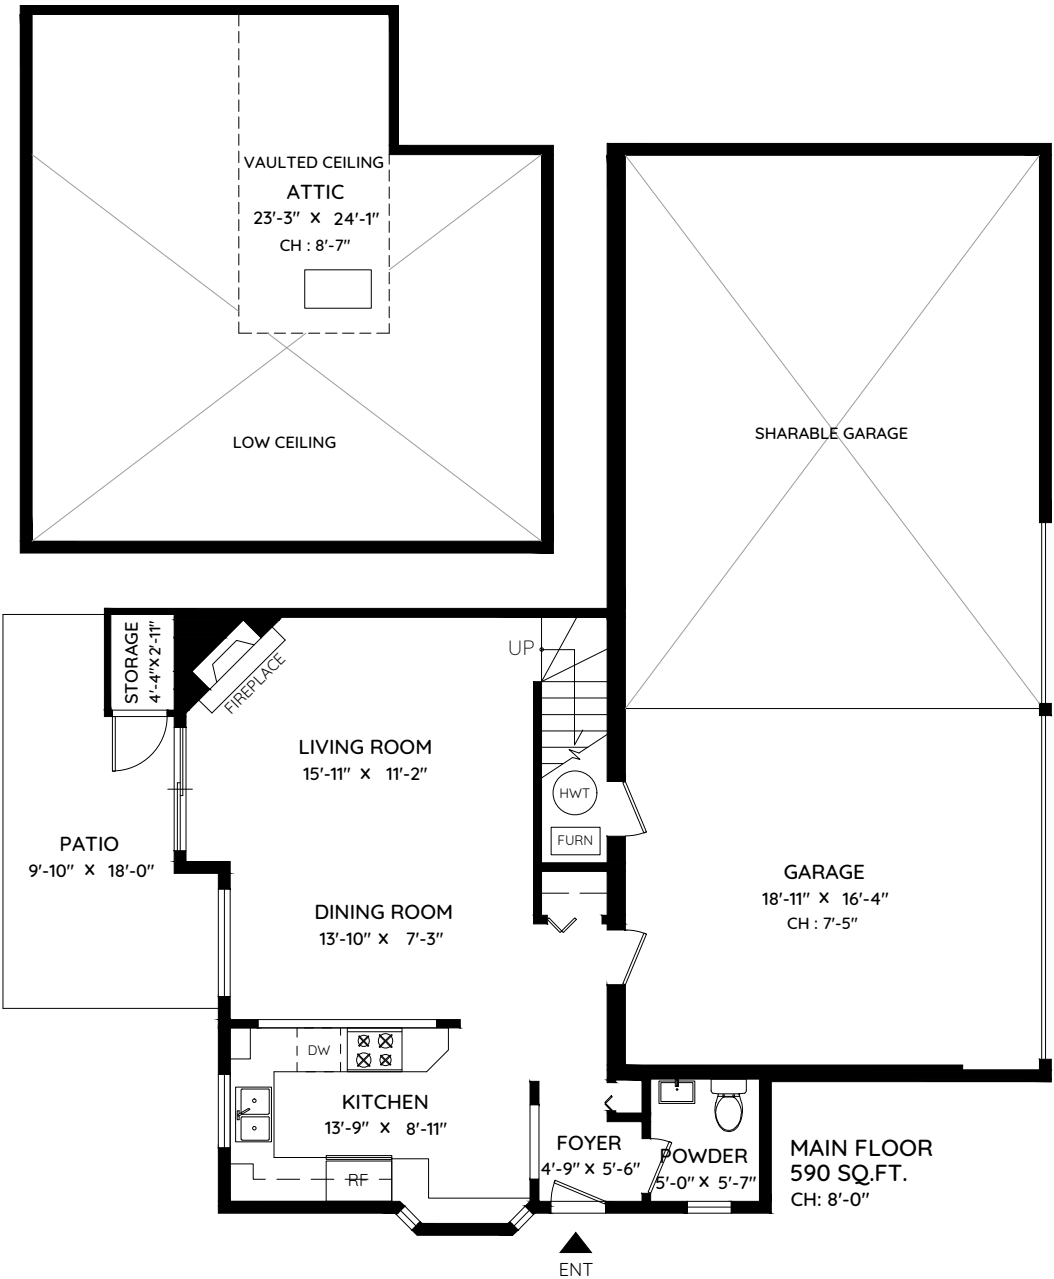 VAULTED CEILING
ATTIC
23'-3" X 24'-1"
CH : 8'-7"
LOW CEILING
SHARABLE GARAGE
STORAGE
4'-4"X2'-11"
FIREPLACE
UP
LIVING ROOM
15'-11" X 11'-2"
HWT
FURN
PATIO
9'-10" X 18'-0"
GARAGE
18'-11" X 16'-4"
CH : 7'-5"
DINING ROOM
13'-10" X 7'-3"
DW
KITCHEN
13'-9" X 8'-11"
RF
FOYER
4'-9" X 5'-6"
POWDER
5'-0" X 5'-7"
MAIN FLOOR
590 SQ.FT.
CH: 8'-0"
ENT